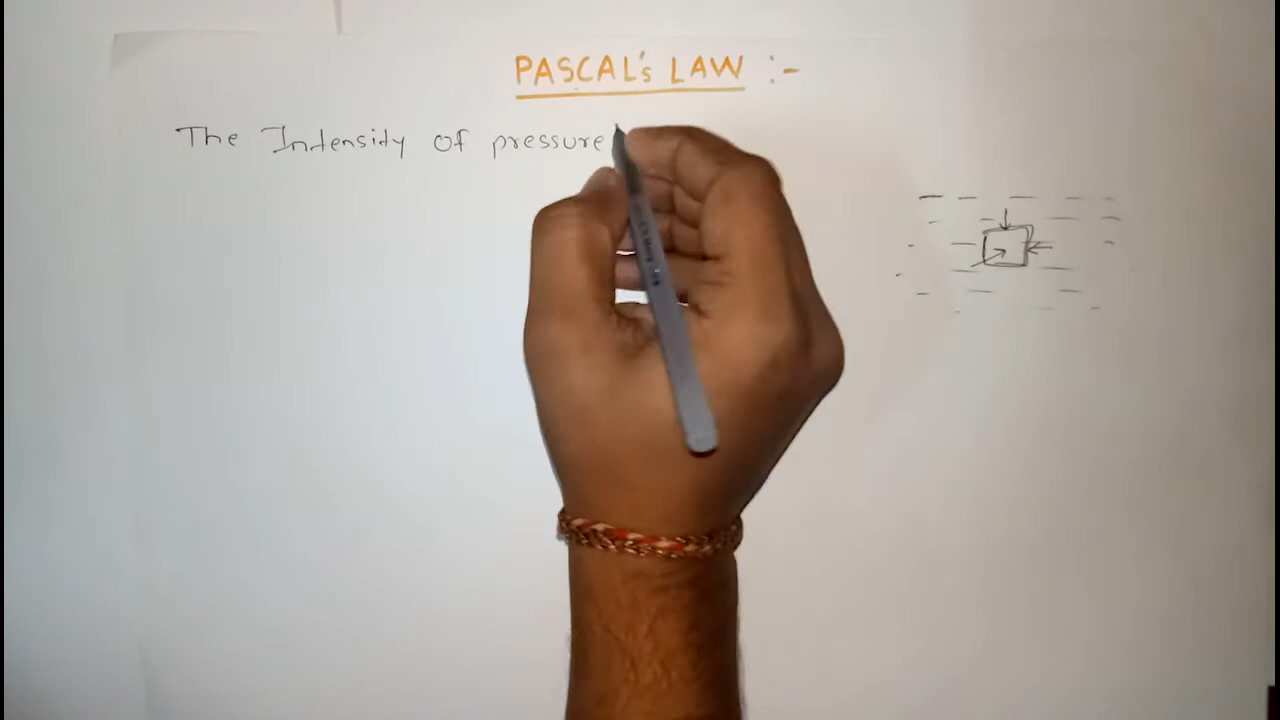 PASCAL's LAW :-
The Intensity of pressure